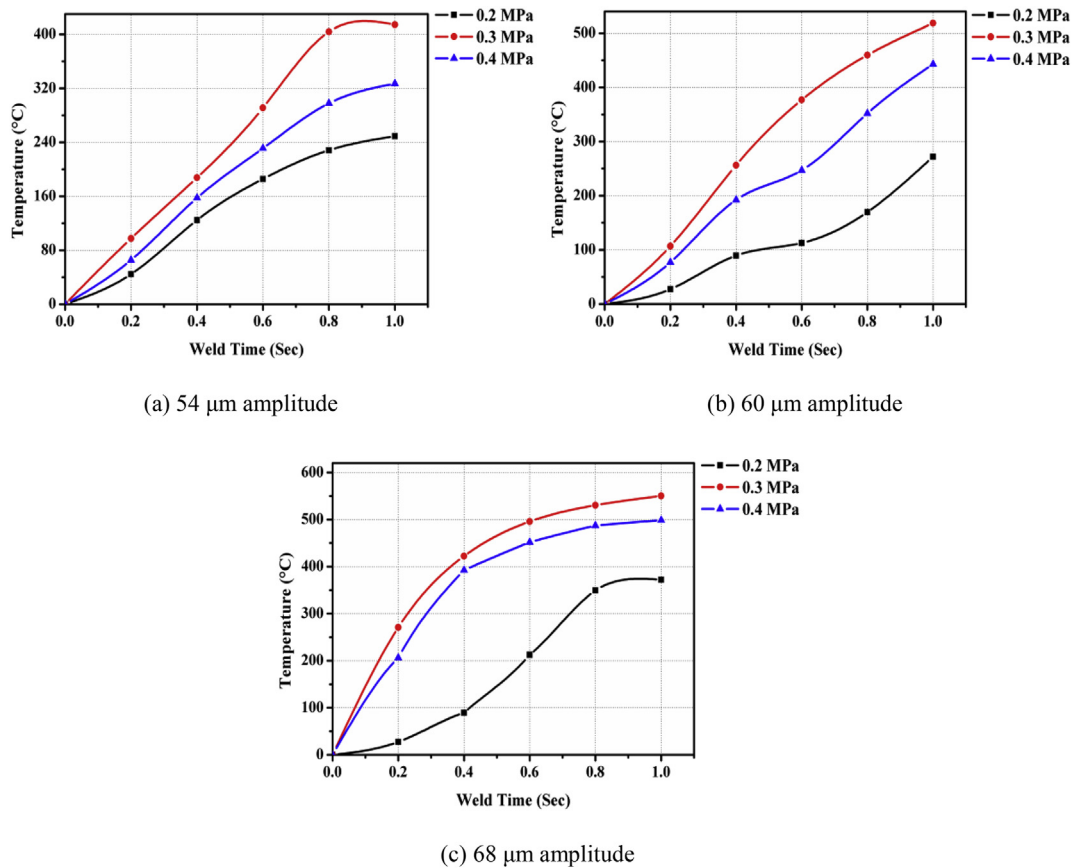 0.2 MPa
0.3 MPa
0.4 MPa
Temperature (°C)
400
320
240
160
80
0
0.0 0.2 0.4 0.6 0.8 1.0
Weld Time (Sec)
(a) 54 μm amplitude
0.2 MPa
0.3 MPa
0.4 MPa
Temperature (°C)
500
400
300
200
100
0
0.0 0.2 0.4 0.6 0.8 1.0
Weld Time (Sec)
(b) 60 μm amplitude
0.2 MPa
0.3 MPa
0.4 MPa
Temperature (°C)
600
500
400
300
200
100
0
0.0 0.2 0.4 0.6 0.8 1.0
Weld Time (Sec)
(c) 68 μm amplitude